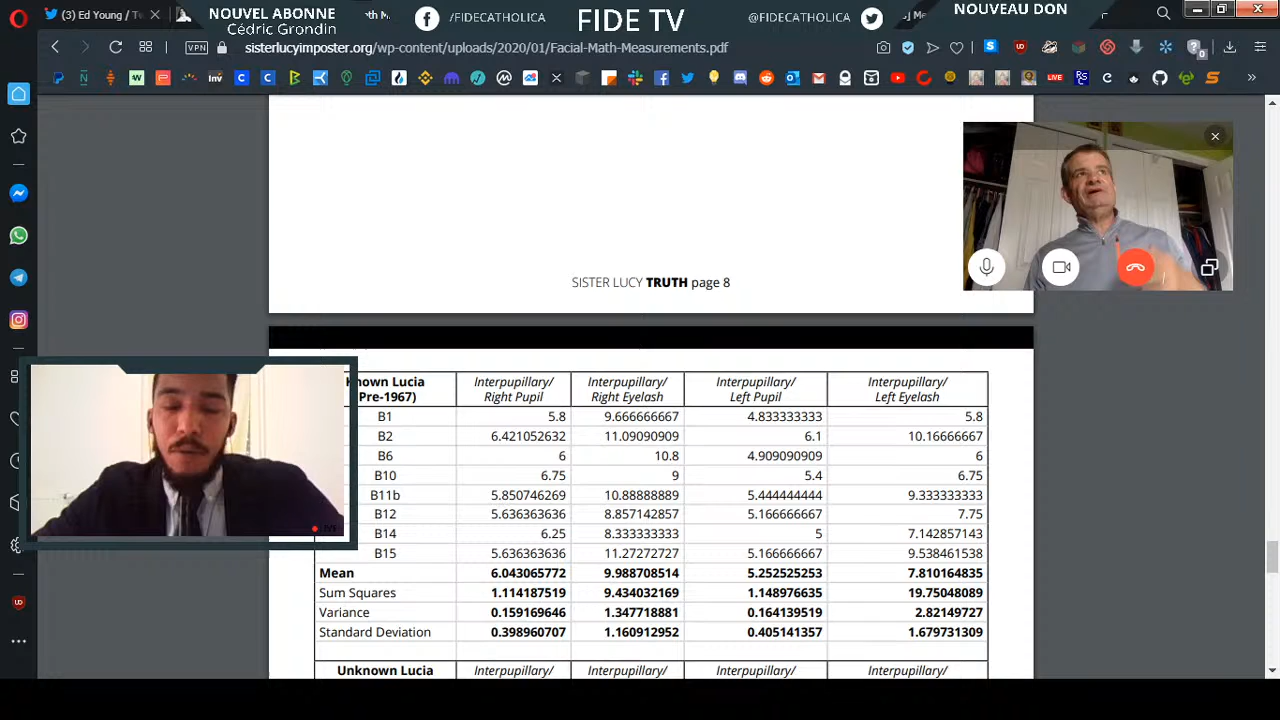 NOUVEL ABONNE
Cédric Grondin
/FIDECATHOLICA
FIDE TV
@FIDECATHOLICA
NOUVEAU DON
(3) Ed Young / Tw
th M
VPN
sisterlucyimposter.org/wp-content/uploads/2020/01/Facial-Math-Measurements.pdf
Inv
LIVE
SISTER LUCY TRUTH page 8
Known Lucia (Pre-1967) Interpupillary/ Right Pupil Interpupillary/ Right Eyelash Interpupillary/ Left Pupil Interpupillary/ Left Eyelash
B1 5.8 9.666666667 4.833333333 5.8
B2 6.421052632 11.09090909 6.1 10.16666667
B6 6 10.8 4.909090909 6
B10 6.75 9 5.4 6.75
B11b 5.850746269 10.88888889 5.444444444 9.333333333
B12 5.636363636 8.857142857 5.166666667 7.75
B14 6.25 8.333333333 5 7.142857143
B15 5.636363636 11.27272727 5.166666667 9.538461538
Mean 6.043065772 9.988708514 5.252525253 7.810164835
Sum Squares 1.114187519 9.434032169 1.148976635 19.75048089
Variance 0.159169646 1.347718881 0.164139519 2.82149727
Standard Deviation 0.398960707 1.160912952 0.405141357 1.679731309
Unknown Lucia Interpupillary/ Interpupillary/ Interpupillary/ Interpupillary/